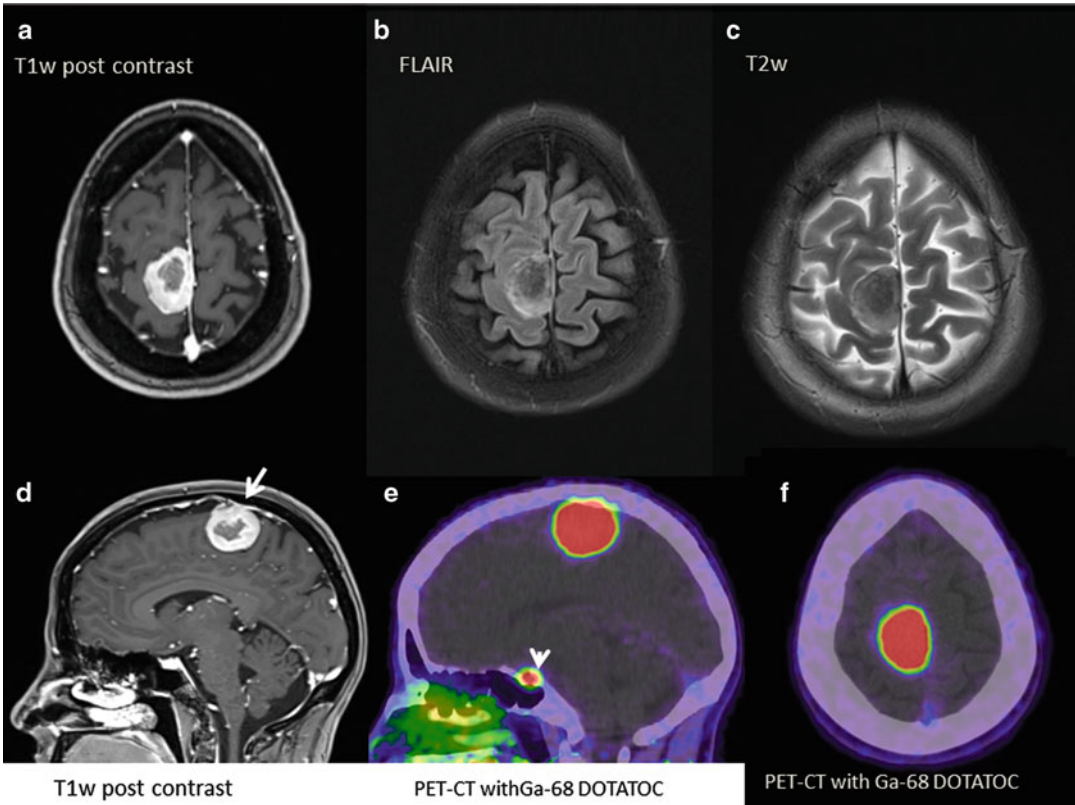 a
T1w post contrast
b
FLAIR
c
T2w
d
T1w post contrast
e
PET-CT withGa-68 DOTATOC
f
PET-CT with Ga-68 DOTATOC